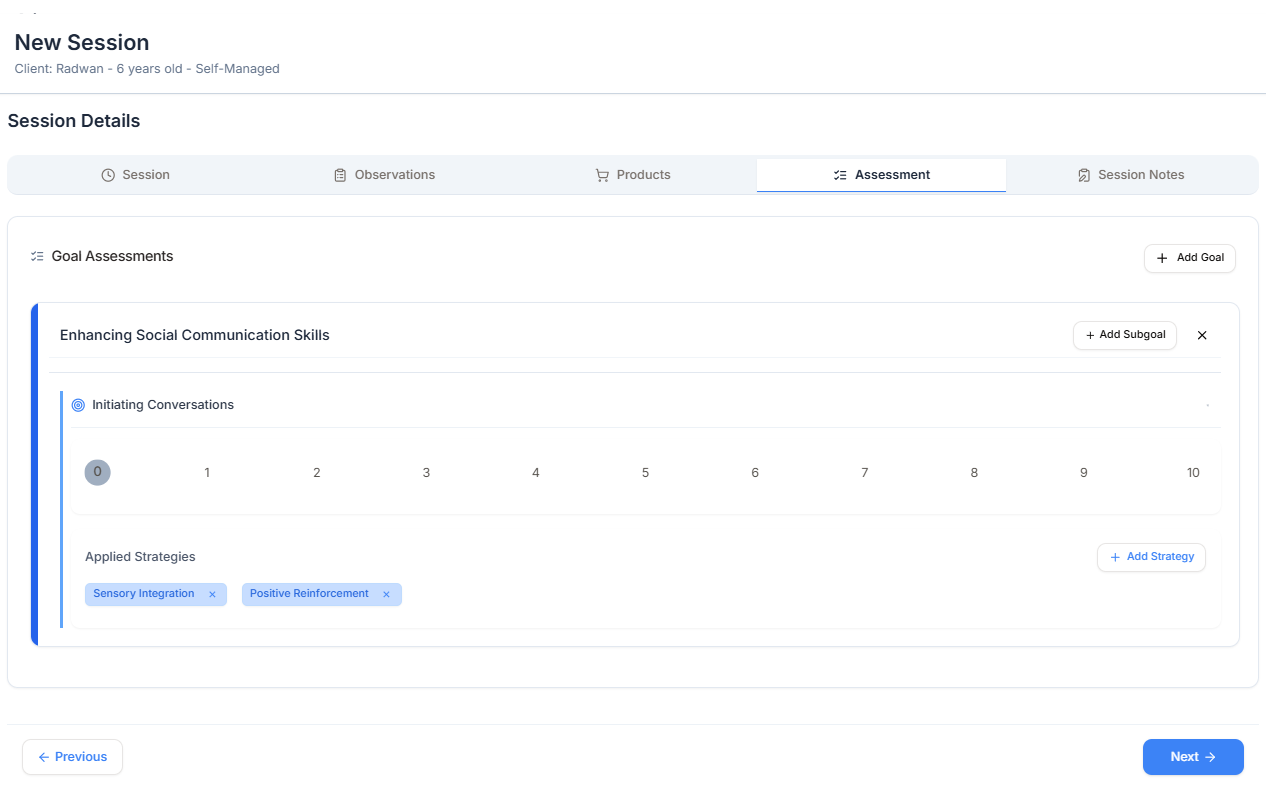 New Session
Client: Radwan - 6 years old - Self-Managed
Session Details
Session
Observations
Products
Assessment
Session Notes
Goal Assessments
Add Goal
Enhancing Social Communication Skills
Add Subgoal
Initiating Conversations
0 1 2 3 4 5 6 7 8 9 10
Applied Strategies
Add Strategy
Sensory Integration
Positive Reinforcement
Previous
Next